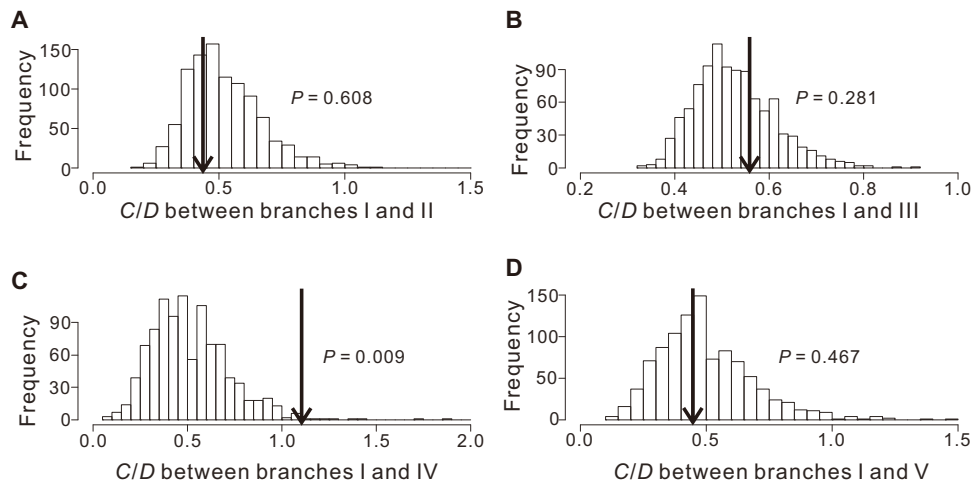 A
Frequency
150
100
50
0
P = 0.608
0.0 0.5 1.0 1.5
C/D between branches I and II
B
Frequency
90
60
30
0
P = 0.281
0.2 0.4 0.6 0.8 1.0
C/D between branches I and III
C
Frequency
90
60
30
0
P = 0.009
0.0 0.5 1.0 1.5 2.0
C/D between branches I and IV
D
Frequency
150
100
50
0
P = 0.467
0.0 0.5 1.0 1.5
C/D between branches I and V